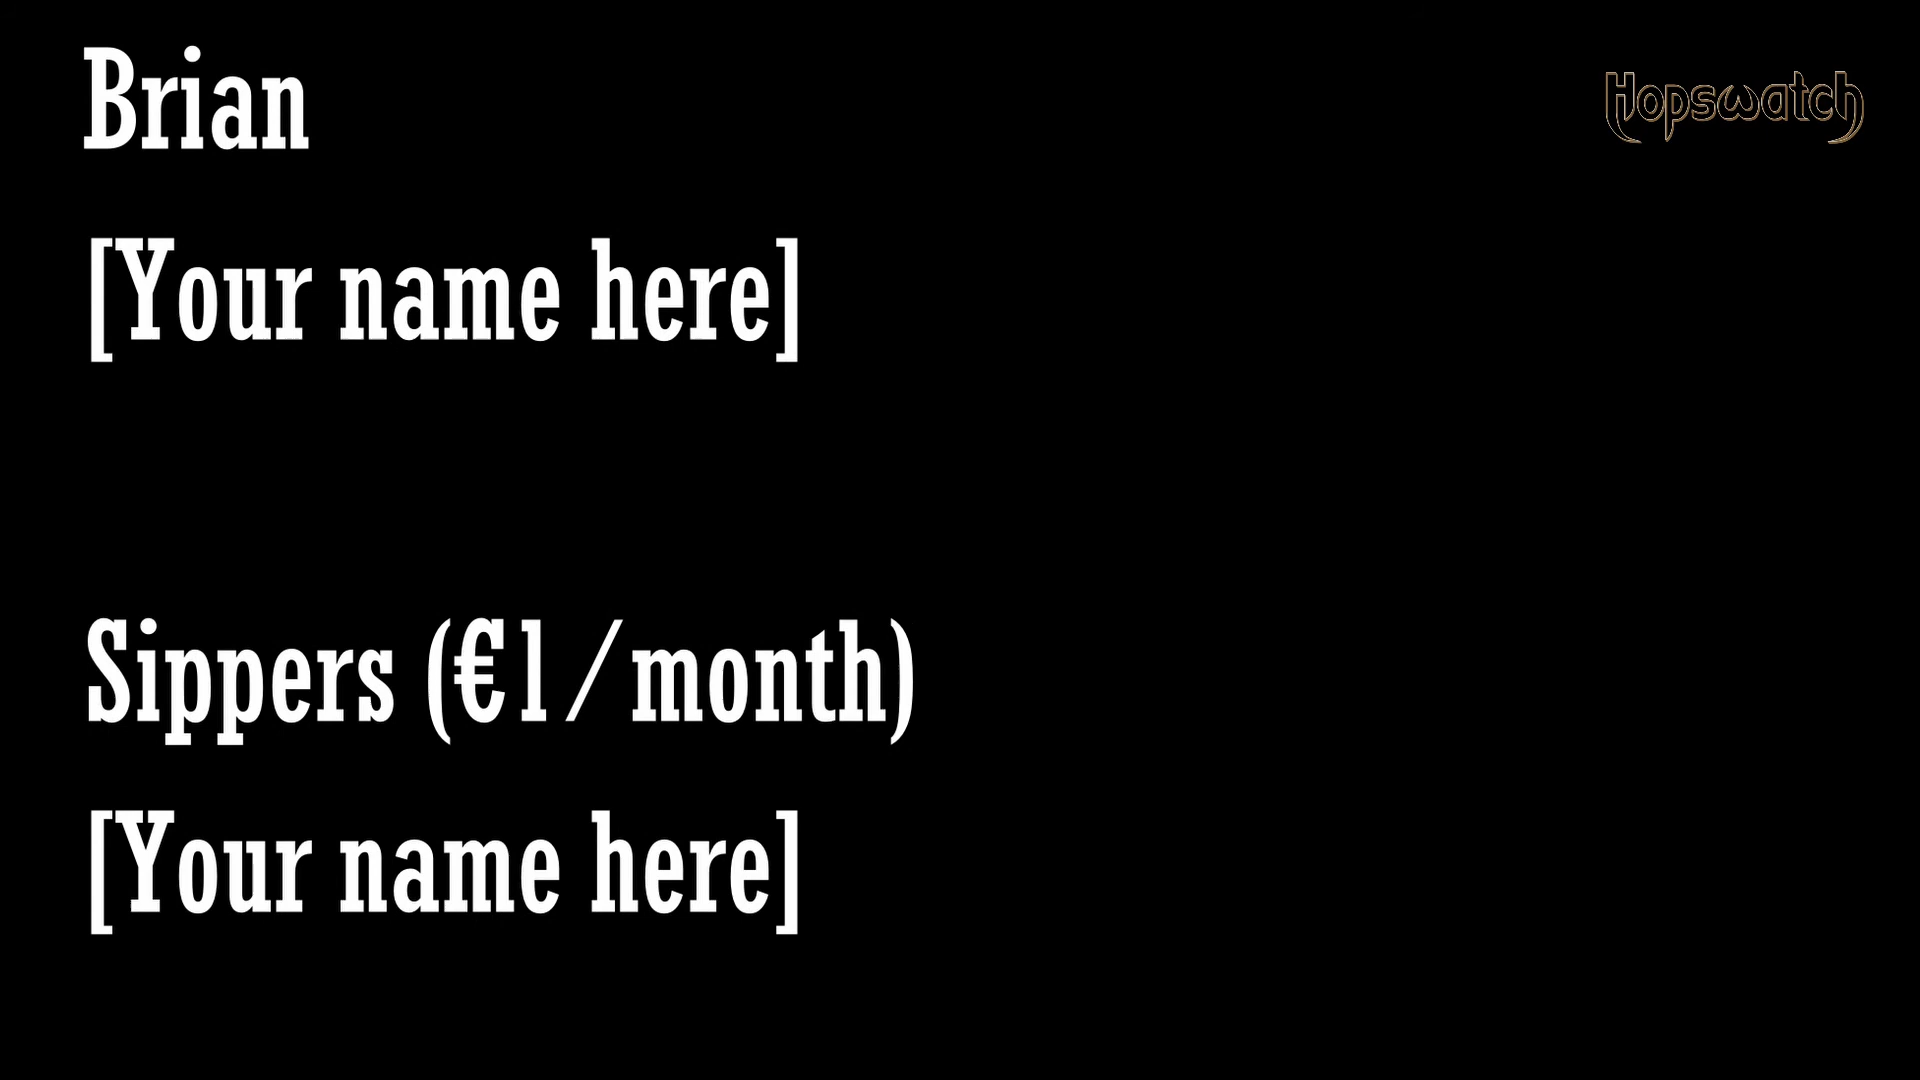 Brian
Hopswatch
[Your name here]
Sippers (€1/month)
[Your name here]